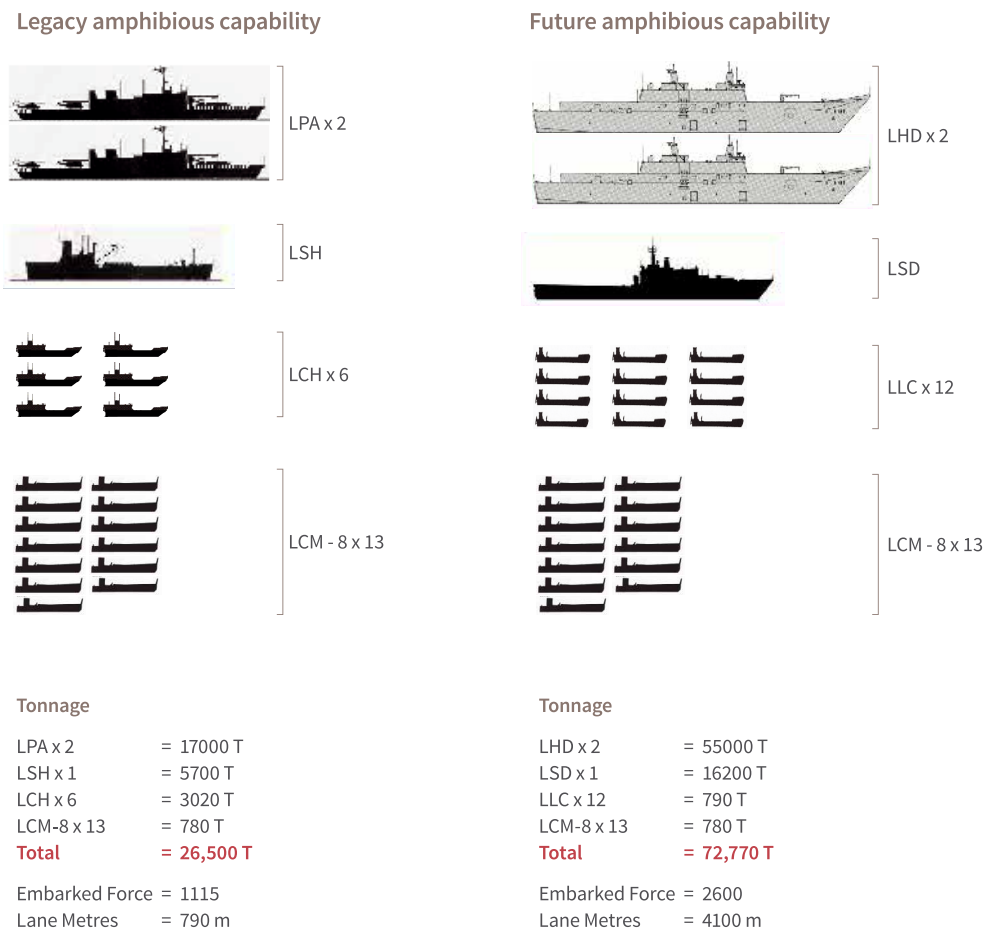 Legacy amphibious capability
LPA x 2
LSH
LCH x 6
LCM - 8 x 13
Tonnage
LPA x 2 = 17000 T
LSH x 1 = 5700 T
LCH x 6 = 3020 T
LCM-8 x 13 = 780 T
Total = 26,500 T
Embarked Force = 1115
Lane Metres = 790 m
Future amphibious capability
LHD x 2
LSD
LLC x 12
LCM - 8 x 13
Tonnage
LHD x 2 = 55000 T
LSD x 1 = 16200 T
LLC x 12 = 790 T
LCM-8 x 13 = 780 T
Total = 72,770 T
Embarked Force = 2600
Lane Metres = 4100 m